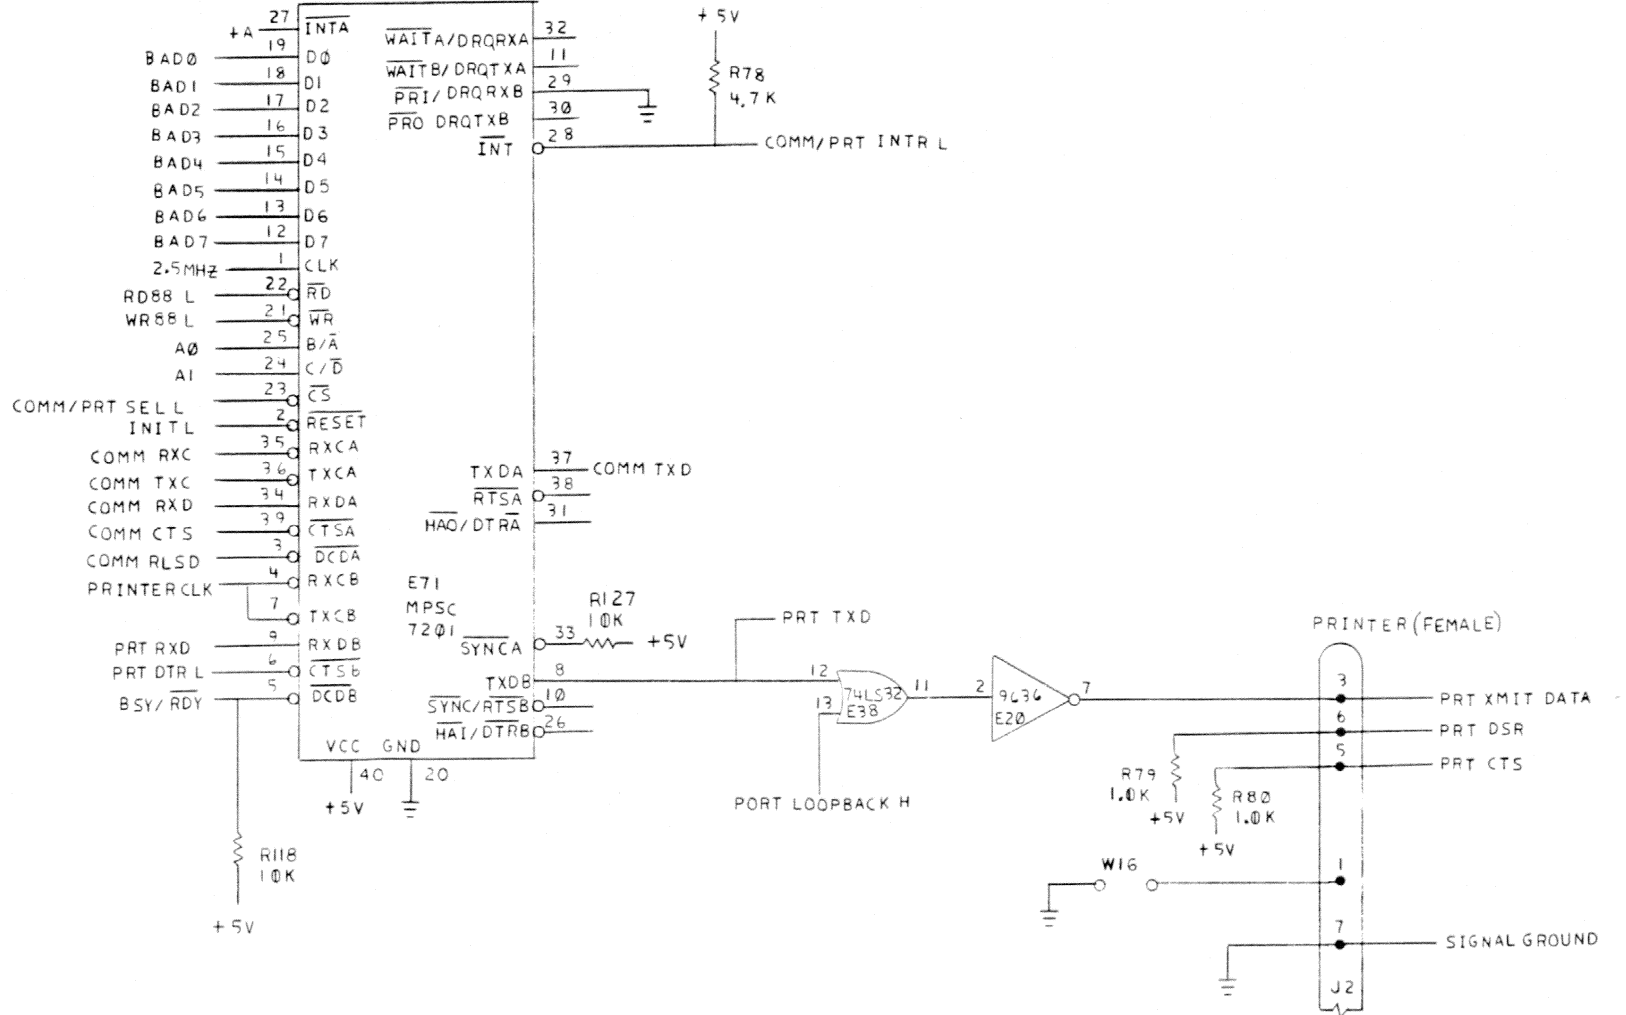 +A 27 INTA
BADØ 19 DØ
BAD1 18 D1
BAD2 17 D2
BAD3 16 D3
BAD4 15 D4
BAD5 14 D5
BAD6 13 D6
BAD7 12 D7
2.5MHZ 1 CLK
RD88 L 22 RD
WR88 L 21 WR
AØ 25 B/A
A1 24 C/D
COMM/PRT SEL L 23 CS
INIT L 2 RESET
COMM RXC 35 RXCA
COMM TXC 36 TXCA
COMM RXD 34 RXDA
COMM CTS 39 CTSA
COMM RLSD 3 DCDA
PRINTER CLK 4 RXCB
7 TXCB
PRT RXD 9 RXDB
PRT DTR L 6 CTSB
BSY/RDY 5 DCDB
VCC GND
40 20
+5V
R118
10K
+5V
E71
MPSC
7201
WAITA/DRQRXA 32
WAITB/DRQTXA 11
PRI/DRQRXB 29
PRO DRQTXB 30
INT 28
+5V
R78
4.7K
COMM/PRT INTR L
TXDA 37 COMM TXD
RTSA 38
HAO/DTRA 31
SYNCA 33
R127
10K
+5V
TXDB 8
SYNC/RTSB 10
HAI/DTRB 26
PRT TXD
12
13
74LS32
E38
11
PORT LOOPBACK H
2
9636
E20
7
PRINTER (FEMALE)
3 PRT XMIT DATA
6 PRT DSR
5 PRT CTS
R79
1.0K
+5V
R80
1.0K
+5V
W16
1
7 SIGNAL GROUND
J2